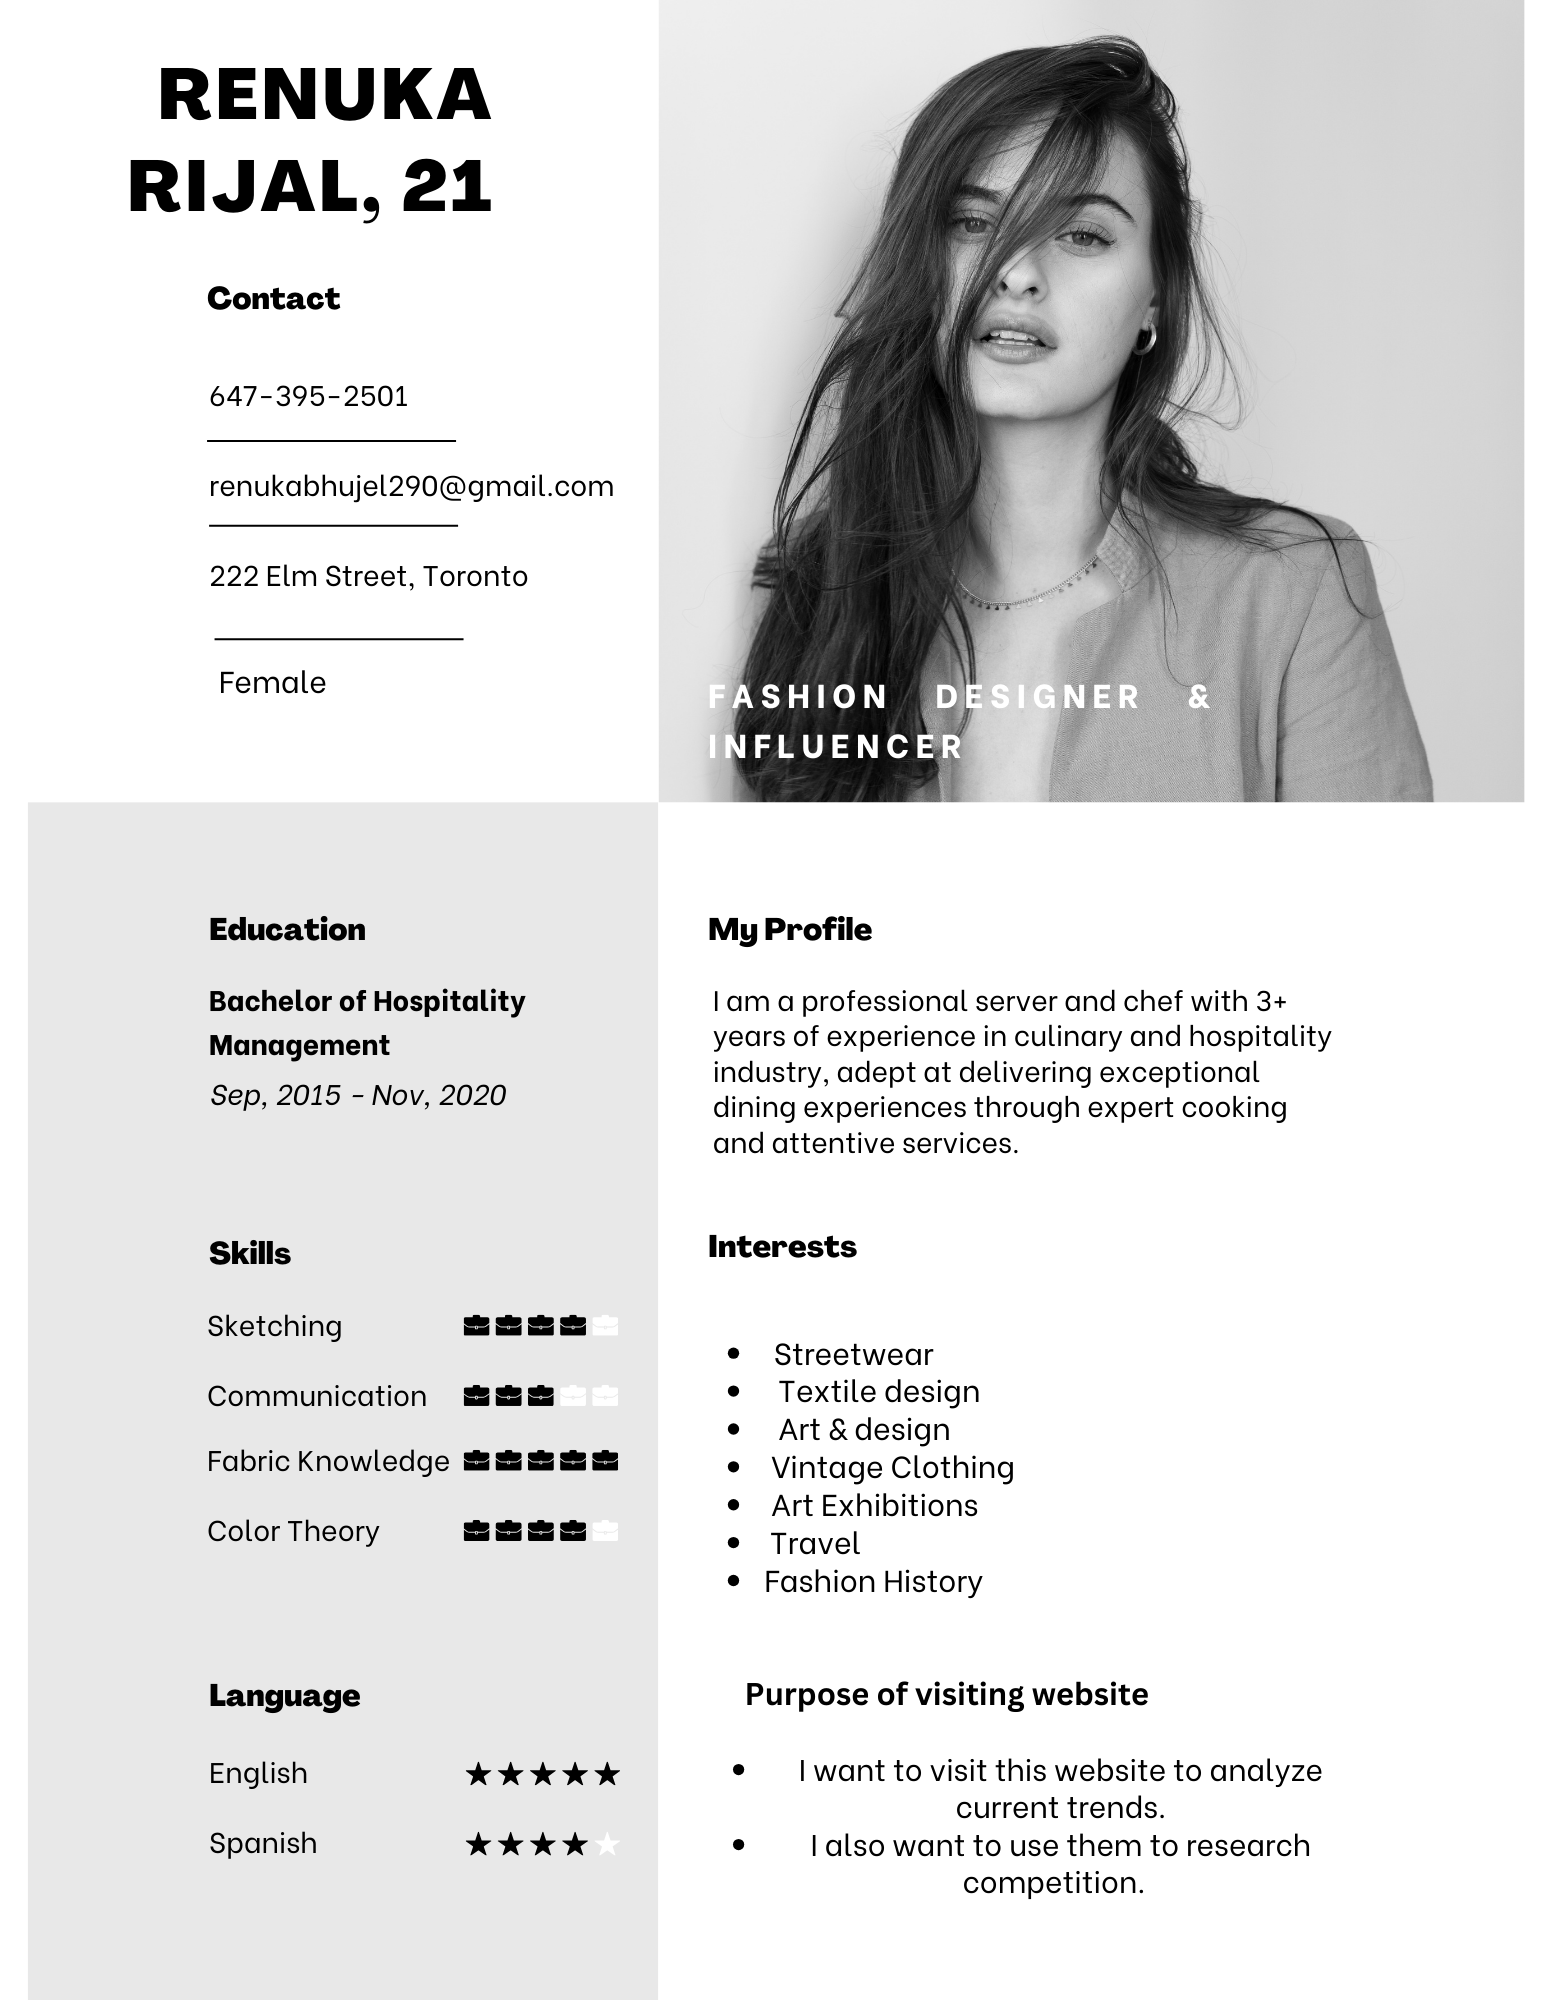 RENUKA
RIJAL, 21
Contact
647-395-2501
renukabhujel290@gmail.com
222 Elm Street, Toronto
Female
FASHION DESIGNER &
INFLUENCER
Education
Bachelor of Hospitality
Management
Sep, 2015 – Nov, 2020
Skills
Sketching
Communication
Fabric Knowledge
Color Theory
Language
English
Spanish
My Profile
I am a professional server and chef with 3+
years of experience in culinary and hospitality
industry, adept at delivering exceptional
dining experiences through expert cooking
and attentive services.
Interests
• Streetwear
• Textile design
• Art & design
• Vintage Clothing
• Art Exhibitions
• Travel
• Fashion History
Purpose of visiting website
• I want to visit this website to analyze
current trends.
• I also want to use them to research
competition.